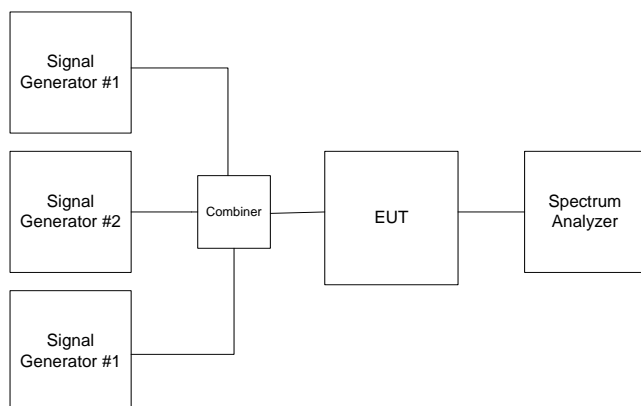 Signal
Generator #1
Signal
Generator #2
Combiner
EUT
Spectrum
Analyzer
Signal
Generator #1